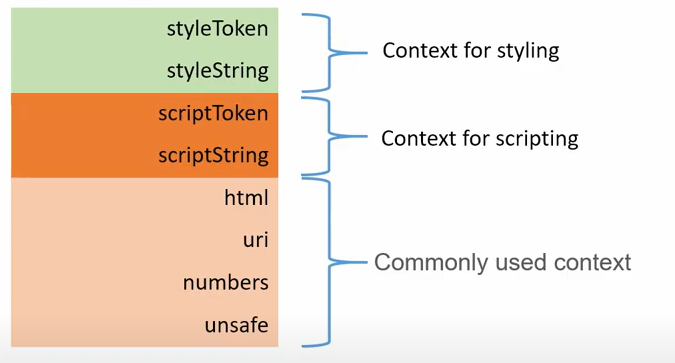 styleToken
styleString
Context for styling
scriptToken
scriptString
Context for scripting
html
uri
numbers
unsafe
Commonly used context